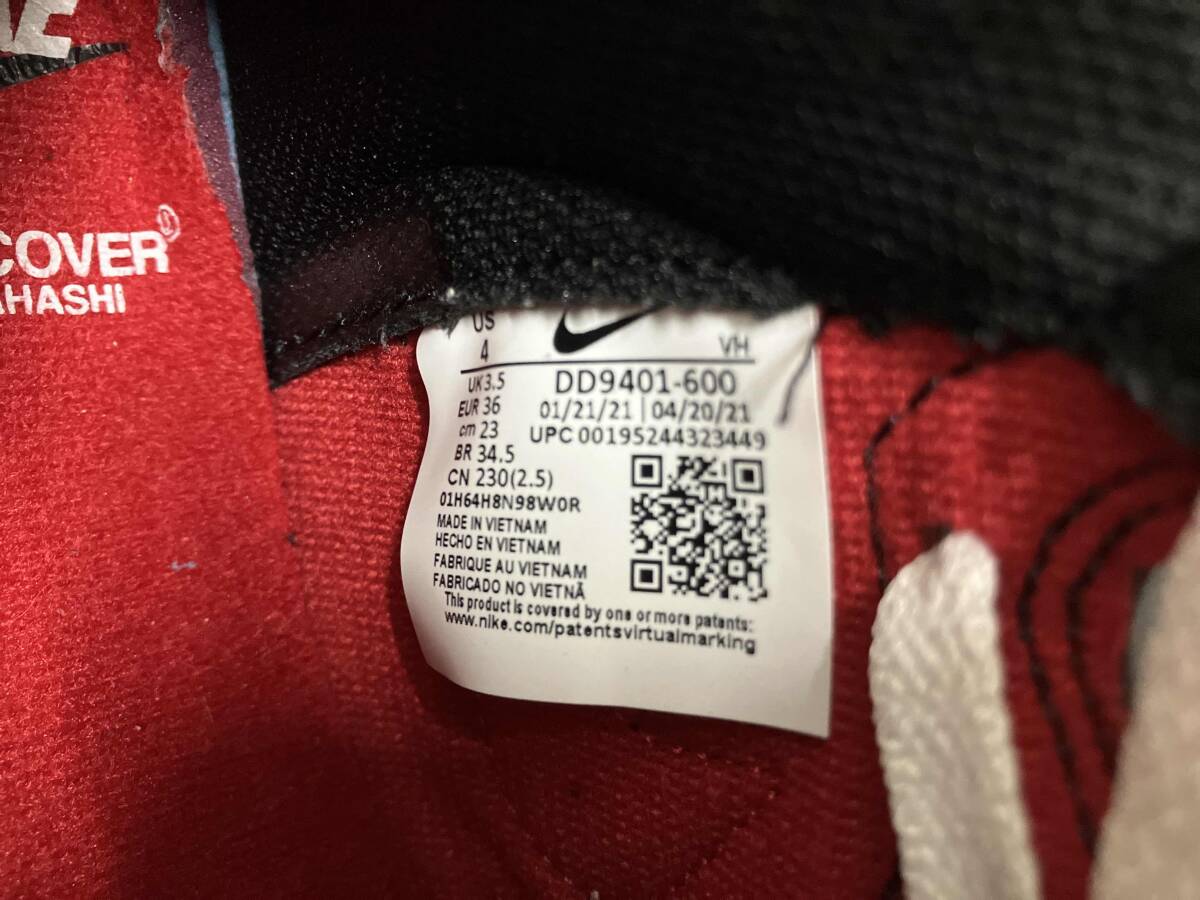 COVER®
AHASHI
US
4
VH
UK 3.5
DD9401-600
EUR 36
01/21/21 | 04/20/21
cm 23
UPC 00195244323449
BR 34.5
CN 230(2.5)
01H64H8N98W0R
MADE IN VIETNAM
HECHO EN VIETNAM
FABRIQUE AU VIETNAM
FABRICADO NO VIETNÃ
This product is covered by one or more patents:
www.nike.com/patentsvirtualmarking